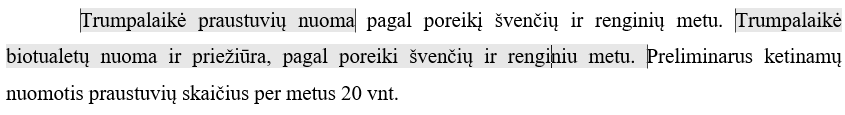 Trumpalaikė praustuvių nuoma pagal poreikį švenčių ir renginių metu. Trumpalaikė
biotualetų nuoma ir priežiūra, pagal poreiki švenčių ir renginiu metu. Preliminarus ketinamų
nuomotis praustuvių skaičius per metus 20 vnt.